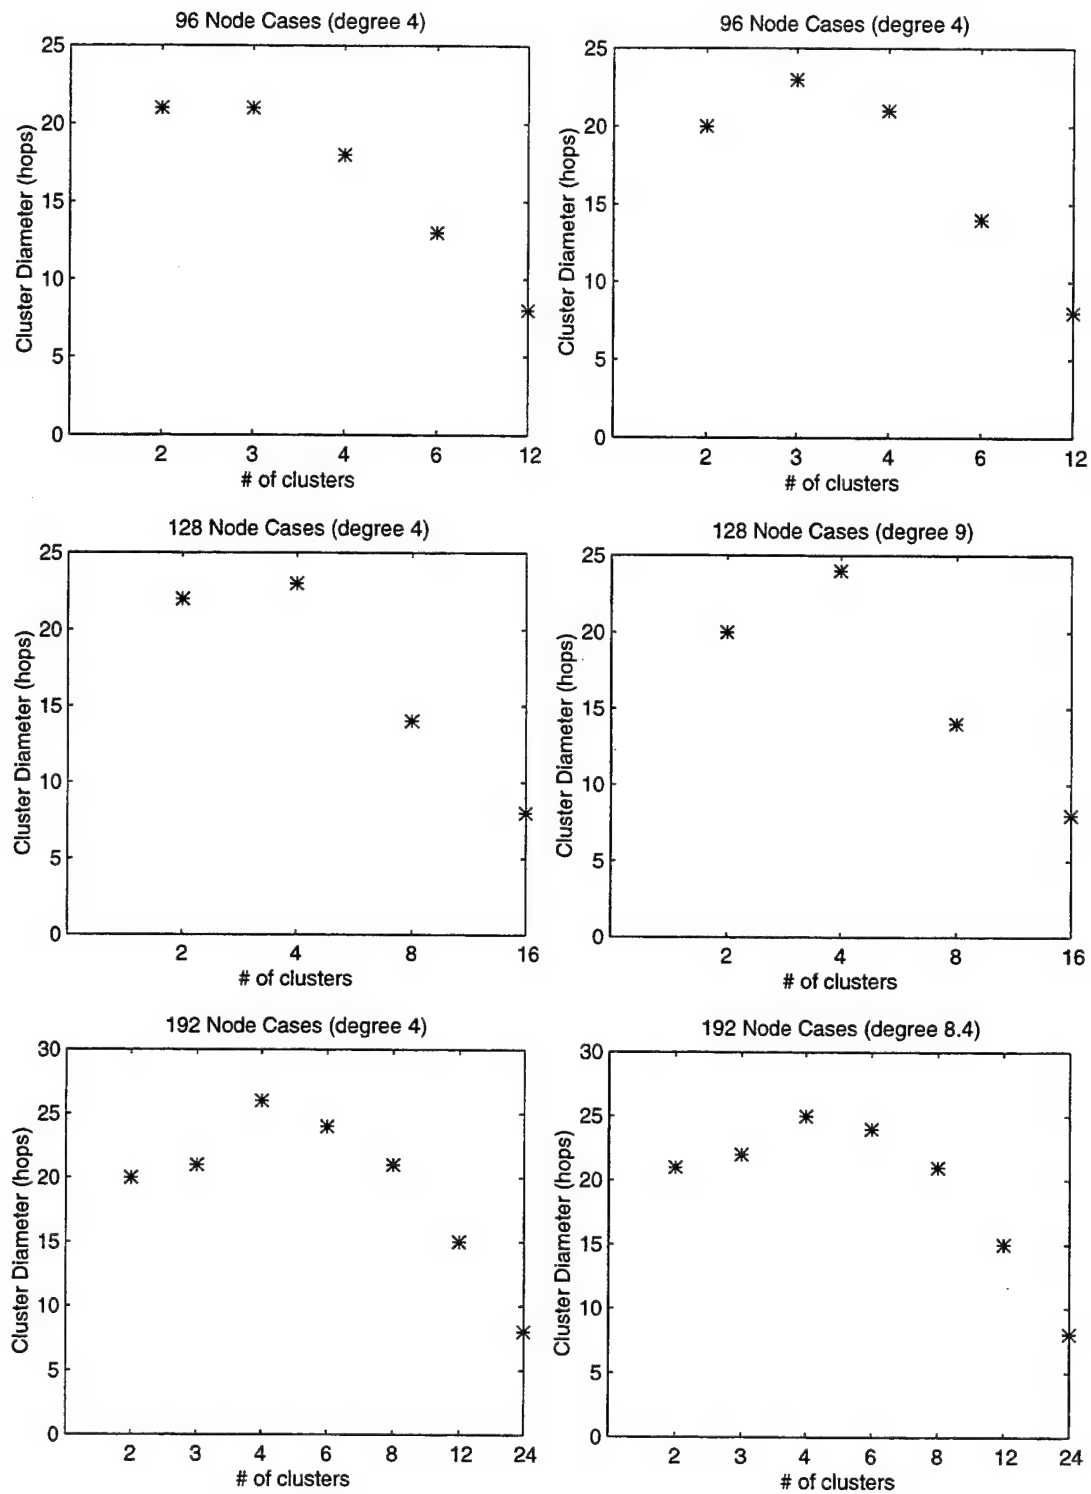 96 Node Cases (degree 4)
25
20
15
10
5
0
Cluster Diameter (hops)
2 3 4 6 12
# of clusters
96 Node Cases (degree 4)
25
20
15
10
5
0
Cluster Diameter (hops)
2 3 4 6 12
# of clusters
128 Node Cases (degree 4)
25
20
15
10
5
0
Cluster Diameter (hops)
2 4 8 16
# of clusters
128 Node Cases (degree 9)
25
20
15
10
5
0
Cluster Diameter (hops)
2 4 8 16
# of clusters
192 Node Cases (degree 4)
30
25
20
15
10
5
0
Cluster Diameter (hops)
2 3 4 6 8 12 24
# of clusters
192 Node Cases (degree 8.4)
30
25
20
15
10
5
0
Cluster Diameter (hops)
2 3 4 6 8 12 24
# of clusters